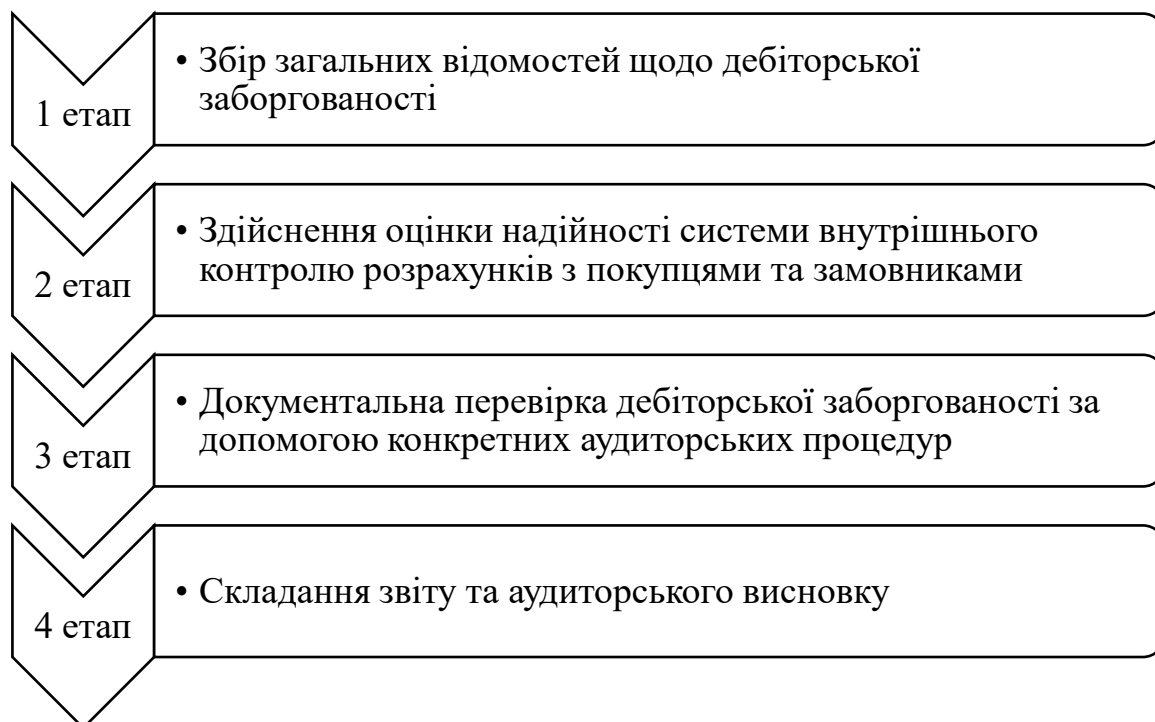 1 етап
• Збір загальних відомостей щодо дебіторської
заборгованості
2 етап
• Здійснення оцінки надійності системи внутрішнього
контролю розрахунків з покупцями та замовниками
3 етап
• Документальна перевірка дебіторської заборгованості за
допомогою конкретних аудиторських процедур
4 етап
• Складання звіту та аудиторського висновку